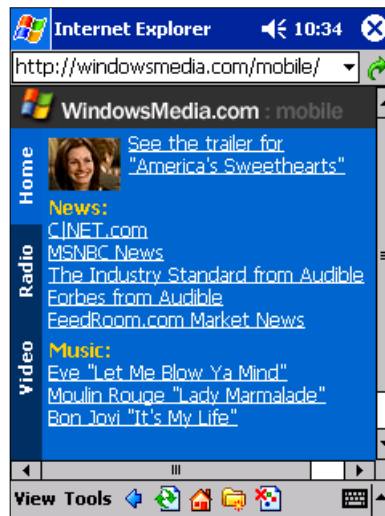 Internet Explorer 10:34
http://windowsmedia.com/mobile/
WindowsMedia.com : mobile
Home
Radio
Video
See the trailer for
"America's Sweethearts"
News:
C|NET.com
MSNBC News
The Industry Standard from Audible
Forbes from Audible
FeedRoom.com Market News
Music:
Eve "Let Me Blow Ya Mind"
Moulin Rouge "Lady Marmalade"
Bon Jovi "It's My Life"
View Tools